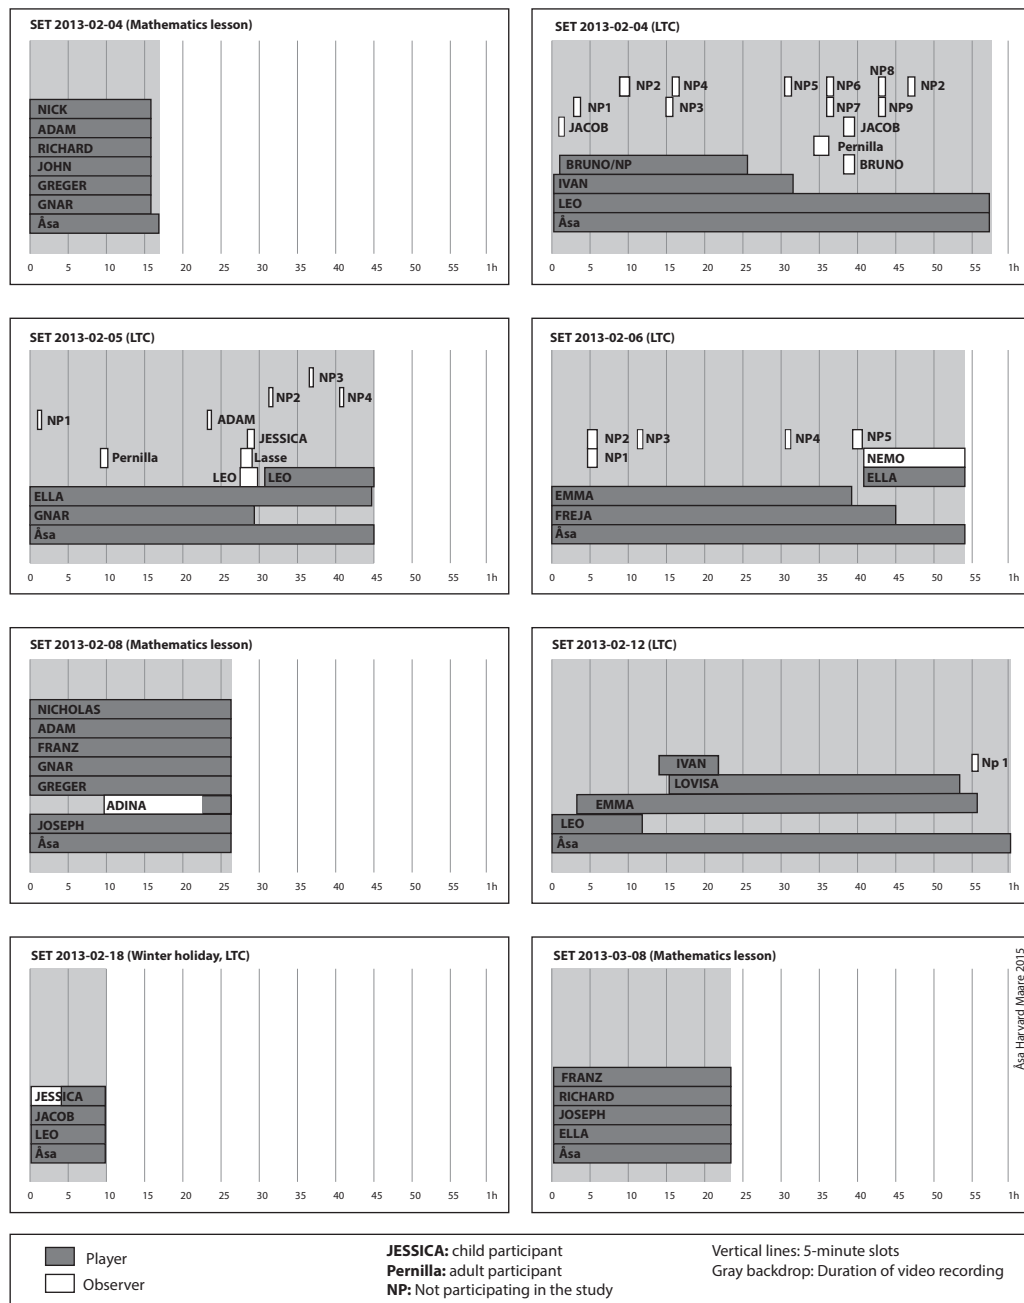 SET 2013-02-04 (Mathematics lesson)
NICK
ADAM
RICHARD
JOHN
GREGER
GNAR
Åsa
0 5 10 15 20 25 30 35 40 45 55 1h
SET 2013-02-04 (LTC)
NP8
NP2 NP4 NP5 NP6 NP2
NP1 NP3 NP7 NP9
JACOB JACOB
Pernilla
BRUNO/NP BRUNO
IVAN
LEO
Åsa
0 5 10 15 20 25 30 35 40 45 55 1h
SET 2013-02-05 (LTC)
NP3
NP2 NP4
NP1 ADAM
JESSICA
Pernilla Lasse
LEO LEO
ELLA
GNAR
Åsa
0 5 10 15 20 25 30 35 40 45 55 1h
SET 2013-02-06 (LTC)
NP2 NP3 NP4 NP5
NP1 NEMO
ELLA
EMMA
FREJA
Åsa
0 5 10 15 20 25 30 35 40 45 55 1h
SET 2013-02-08 (Mathematics lesson)
NICHOLAS
ADAM
FRANZ
GNAR
GREGER
ADINA
JOSEPH
Åsa
0 5 10 15 20 25 30 35 40 45 55 1h
SET 2013-02-12 (LTC)
IVAN Np 1
LOVISA
EMMA
LEO
Åsa
0 5 10 15 20 25 30 35 40 45 55 1h
SET 2013-02-18 (Winter holiday, LTC)
JESSICA
JACOB
LEO
Åsa
0 5 10 15 20 25 30 35 40 45 55 1h
SET 2013-03-08 (Mathematics lesson)
FRANZ
RICHARD
JOSEPH
ELLA
Åsa
0 5 10 15 20 25 30 35 40 45 55 1h
Åsa Harvard Maare 2015
Player
Observer
JESSICA: child participant
Pernilla: adult participant
NP: Not participating in the study
Vertical lines: 5-minute slots
Gray backdrop: Duration of video recording